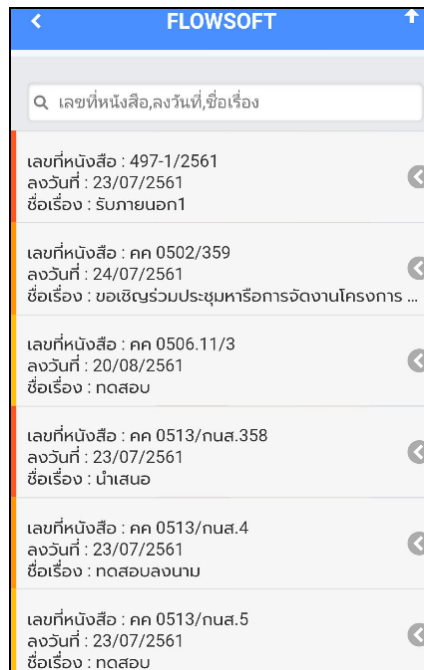 FLOWSOFT
เลขที่หนังสือ,ลงวันที่,ชื่อเรื่อง
เลขที่หนังสือ : 497-1/2561
ลงวันที่ : 23/07/2561
ชื่อเรื่อง : รับภายนอก1
เลขที่หนังสือ : คค 0502/359
ลงวันที่ : 24/07/2561
ชื่อเรื่อง : ขอเชิญร่วมประชุมหารือการจัดงานโครงการ ...
เลขที่หนังสือ : คค 0506.11/3
ลงวันที่ : 20/08/2561
ชื่อเรื่อง : ทดสอบ
เลขที่หนังสือ : คค 0513/กนส.358
ลงวันที่ : 23/07/2561
ชื่อเรื่อง : นำเสนอ
เลขที่หนังสือ : คค 0513/กนส.4
ลงวันที่ : 23/07/2561
ชื่อเรื่อง : ทดสอบลงนาม
เลขที่หนังสือ : คค 0513/กนส.5
ลงวันที่ : 23/07/2561
ชื่อเรื่อง : ทดสอบ